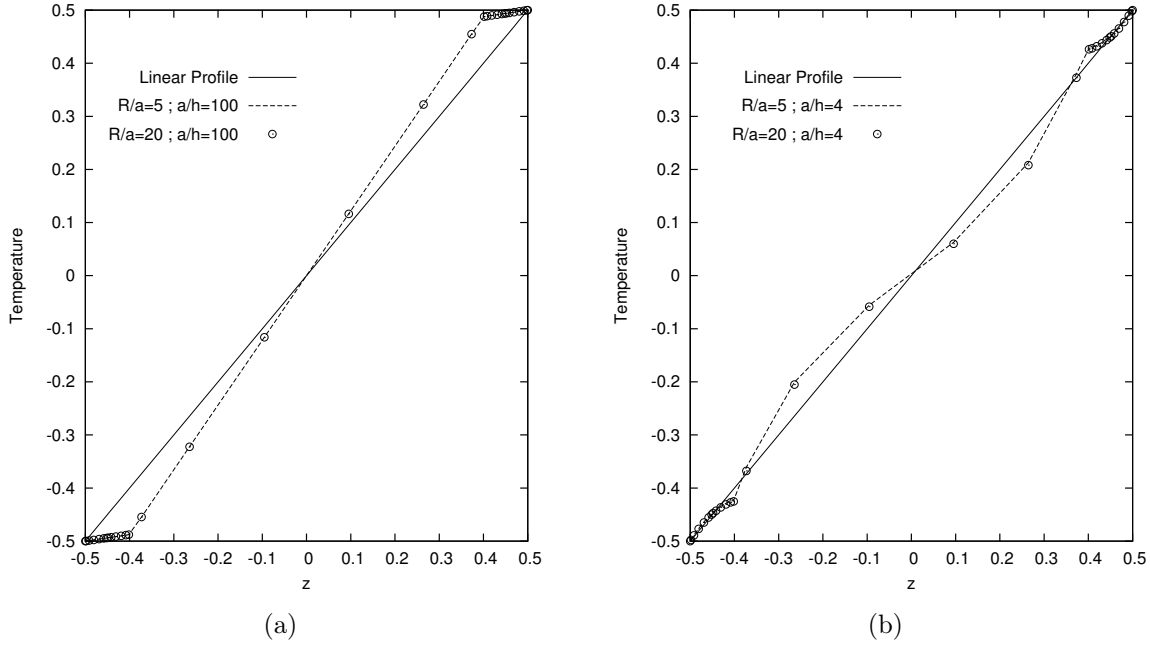 0.5
0.4
0.3
0.2
0.1
0
-0.1
-0.2
-0.3
-0.4
-0.5
Temperature
Linear Profile
R/a=5 ; a/h=100
R/a=20 ; a/h=100
-0.5 -0.4 -0.3 -0.2 -0.1 0 0.1 0.2 0.3 0.4 0.5
z
(a)
0.5
0.4
0.3
0.2
0.1
0
-0.1
-0.2
-0.3
-0.4
-0.5
Temperature
Linear Profile
R/a=5 ; a/h=4
R/a=20 ; a/h=4
-0.5 -0.4 -0.3 -0.2 -0.1 0 0.1 0.2 0.3 0.4 0.5
z
(b)